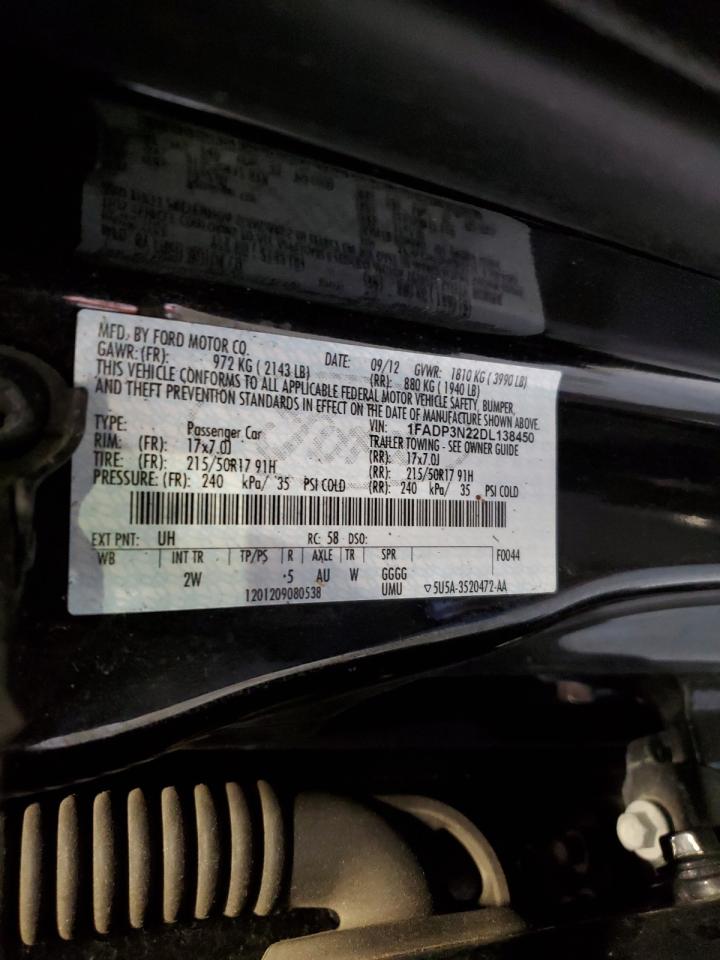 MFD. BY FORD MOTOR CO.
DATE: 09/12 GVWR: 1810 KG ( 3990 LB)
GAWR: (FR): 972 KG ( 2143 LB) (RR): 880 KG ( 1940 LB)
THIS VEHICLE CONFORMS TO ALL APPLICABLE FEDERAL MOTOR VEHICLE SAFETY, BUMPER,
AND THEFT PREVENTION STANDARDS IN EFFECT ON THE DATE OF MANUFACTURE SHOWN ABOVE.
VIN: 1FADP3N22DL138450
TYPE: Passenger Car TRAILER TOWING - SEE OWNER GUIDE
RIM: (FR): 17x7.0J (RR): 17x7.0J
TIRE: (FR): 215/50R17 91H (RR): 215/50R17 91H
PRESSURE: (FR): 240 kPa/ 35 PSI COLD (RR): 240 kPa/ 35 PSI COLD
EXT PNT: UH RC: 58 DSO:
WB INT TR TP/PS R AXLE TR SPR F0044
2W 5 AU W GGGG
1201209080538 UMU ▽5U5A-3520472-AA